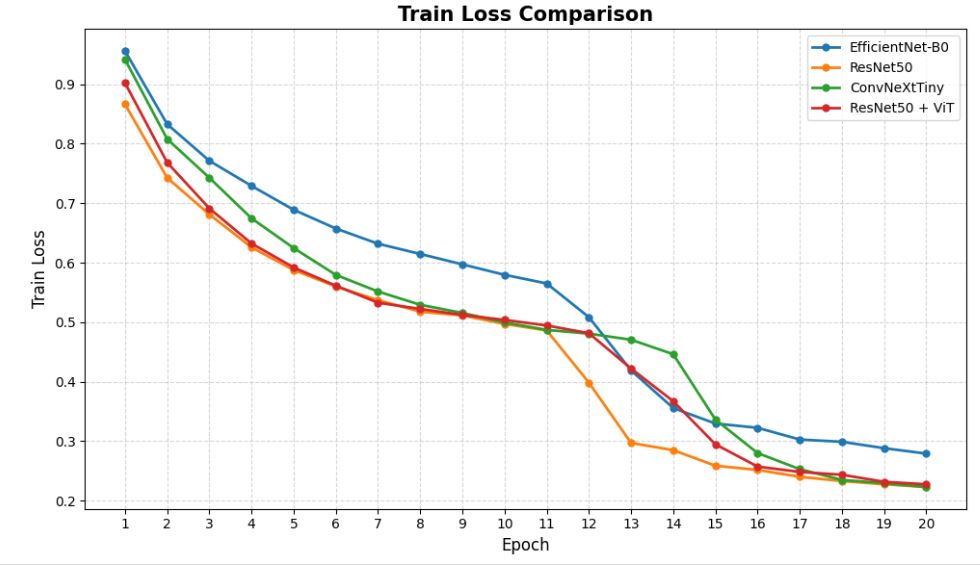 Train Loss Comparison
EfficientNet-B0
ResNet50
ConvNeXtTiny
ResNet50 + ViT
Train Loss
0.9
0.8
0.7
0.6
0.5
0.4
0.3
0.2
1 2 3 4 5 6 7 8 9 10 11 12 13 14 15 16 17 18 19 20
Epoch